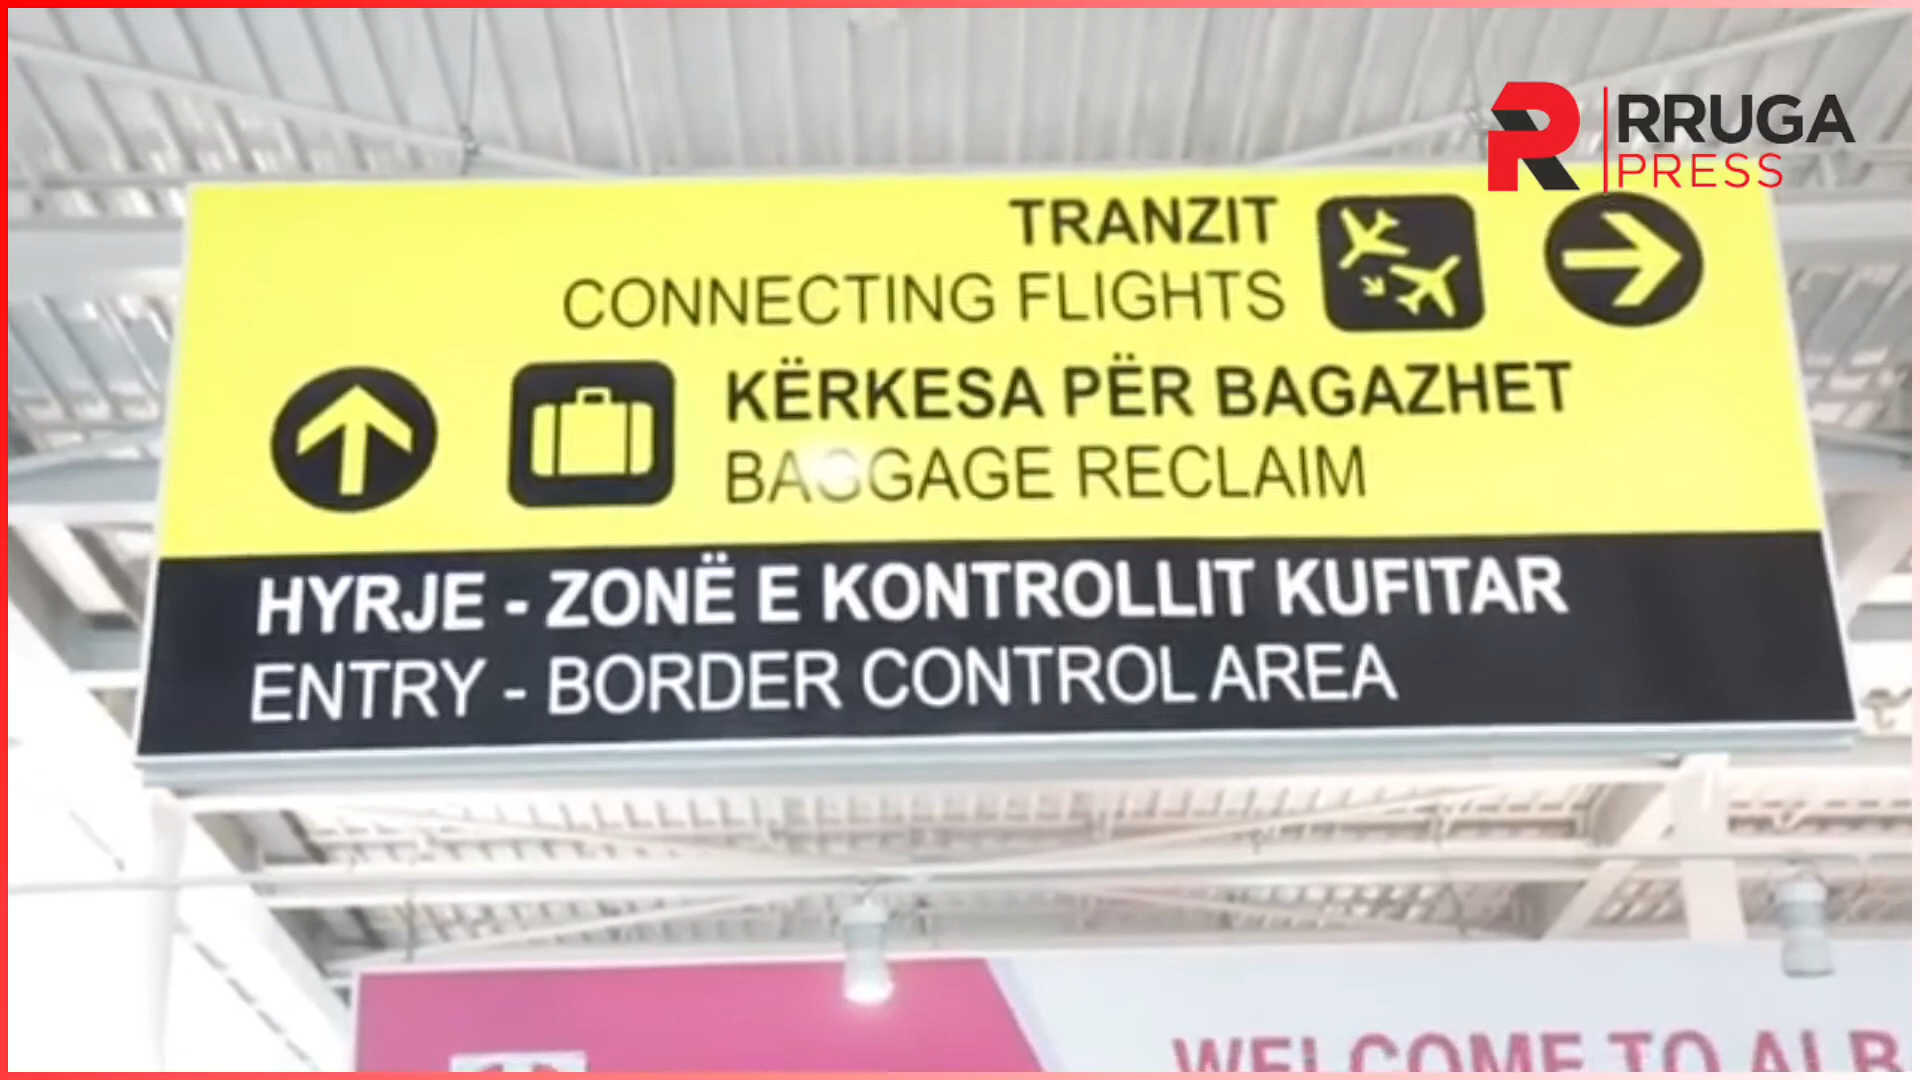 RRUGA
PRESS
TRANZIT
CONNECTING FLIGHTS
KËRKESA PËR BAGAZHET
BAGGAGE RECLAIM
HYRJE - ZONË E KONTROLLIT KUFITAR
ENTRY - BORDER CONTROL AREA
WELCOME TO ALB